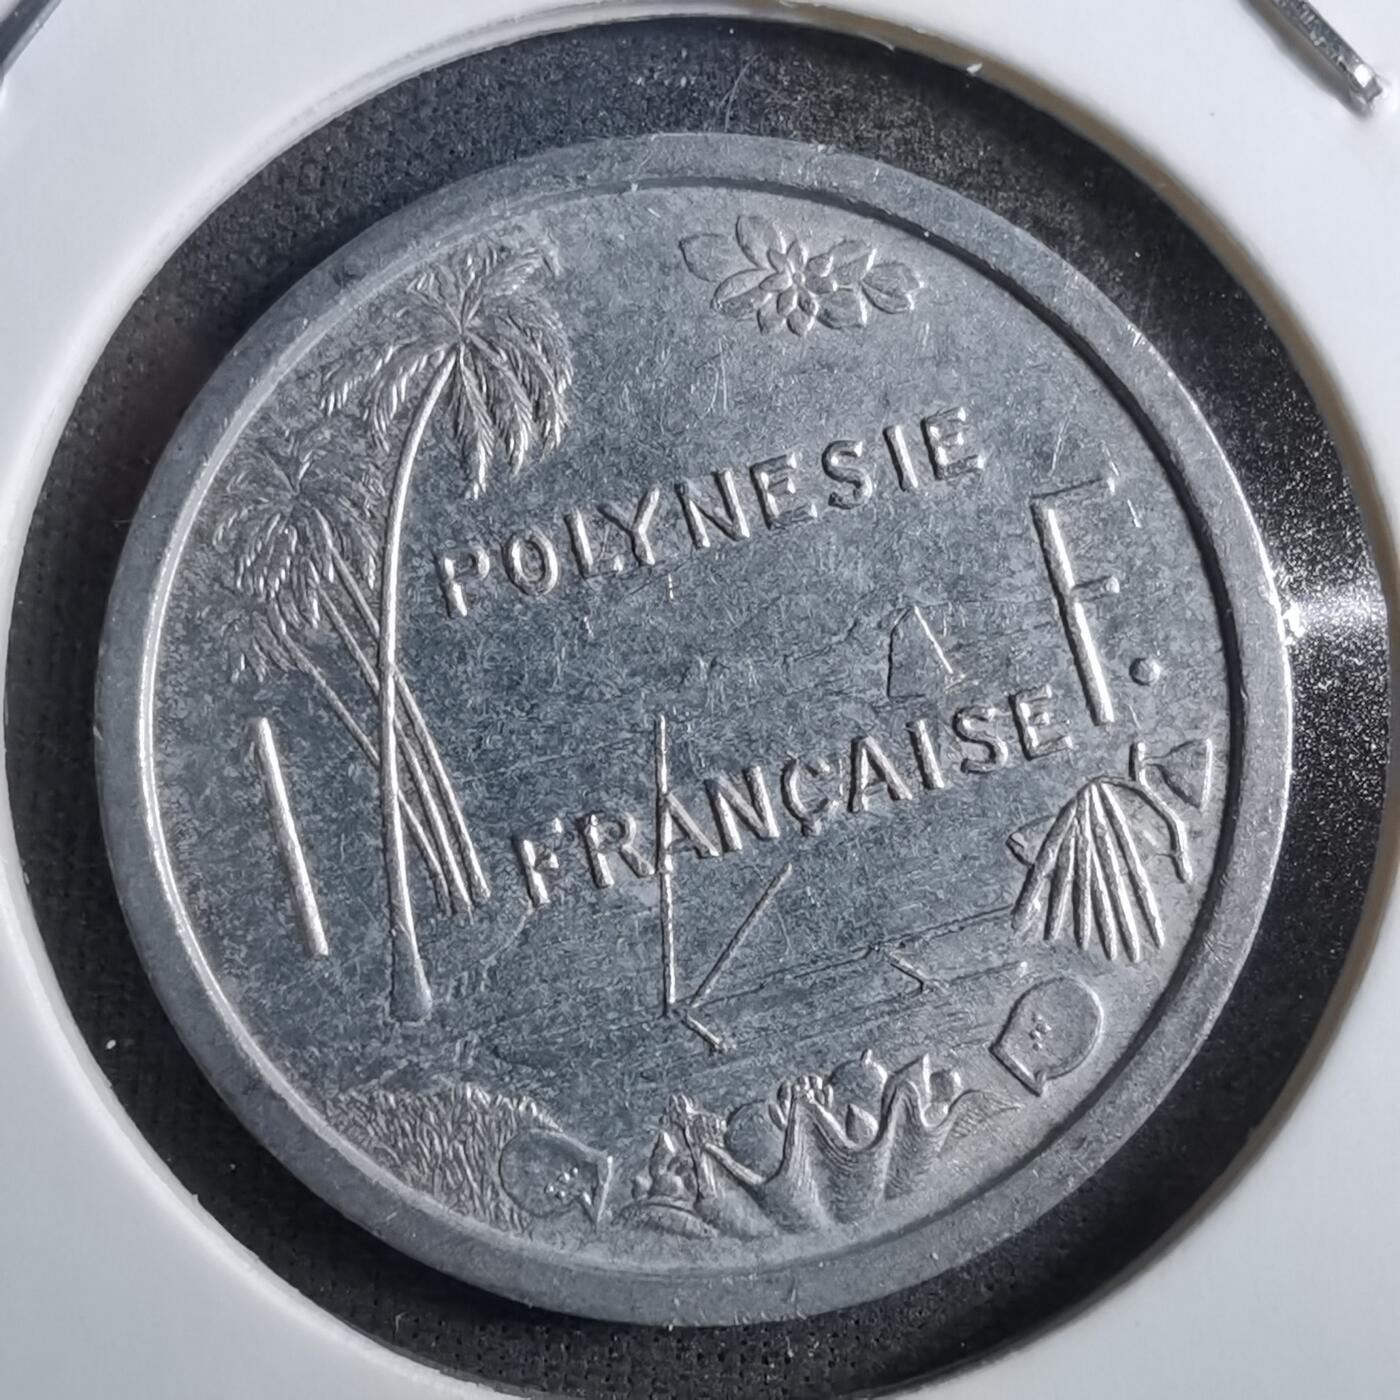 POLYNESIE
1 F.
FRANÇAISE